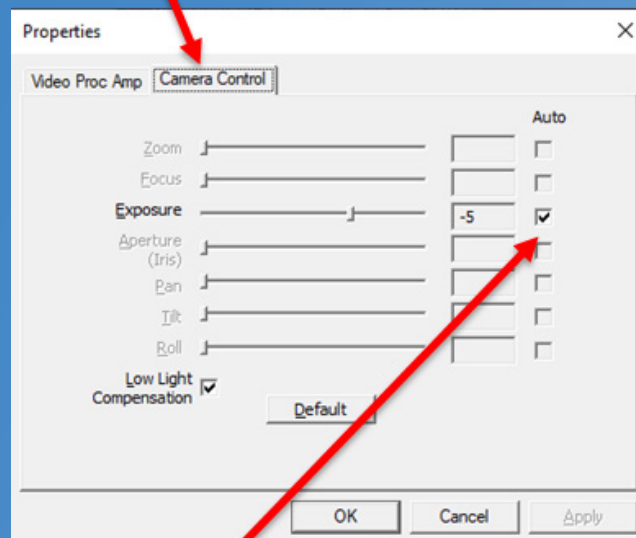 Properties
Video Proc Amp Camera Control
Auto
Zoom
Focus
Exposure -5
Aperture
(Iris)
Pan
Tilt
Roll
Low Light
Compensation
Default
OK Cancel Apply